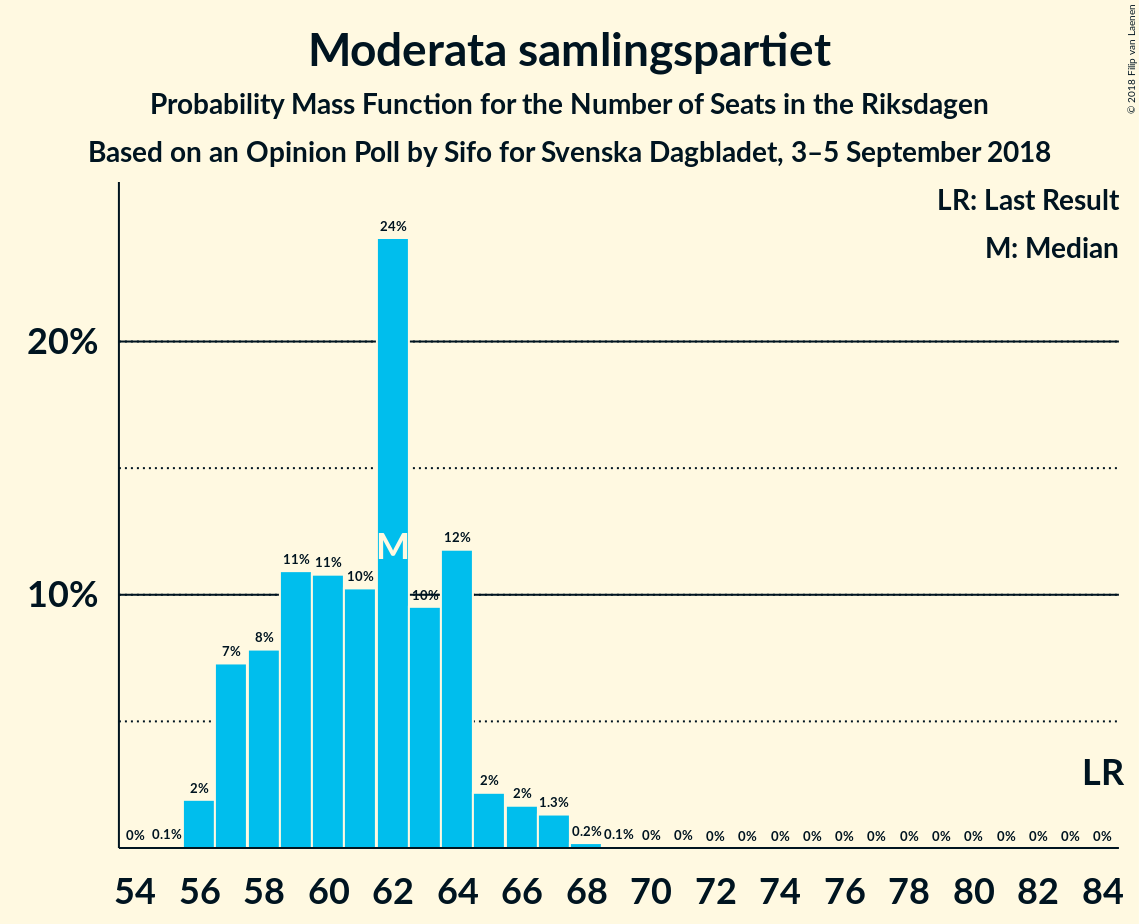 Moderata samlingspartiet
Probability Mass Function for the Number of Seats in the Riksdagen
Based on an Opinion Poll by Sifo for Svenska Dagbladet, 3–5 September 2018
© 2018 Filip van Laenen
LR: Last Result
M: Median
20%
10%
0% 0.1% 2% 7% 8% 11% 11% 10% 24% 10% 12% 2% 2% 1.3% 0.2% 0.1% 0% 0% 0% 0% 0% 0% 0% 0% 0% 0% 0% 0% 0% 0% 0%
M
LR
54 56 58 60 62 64 66 68 70 72 74 76 78 80 82 84